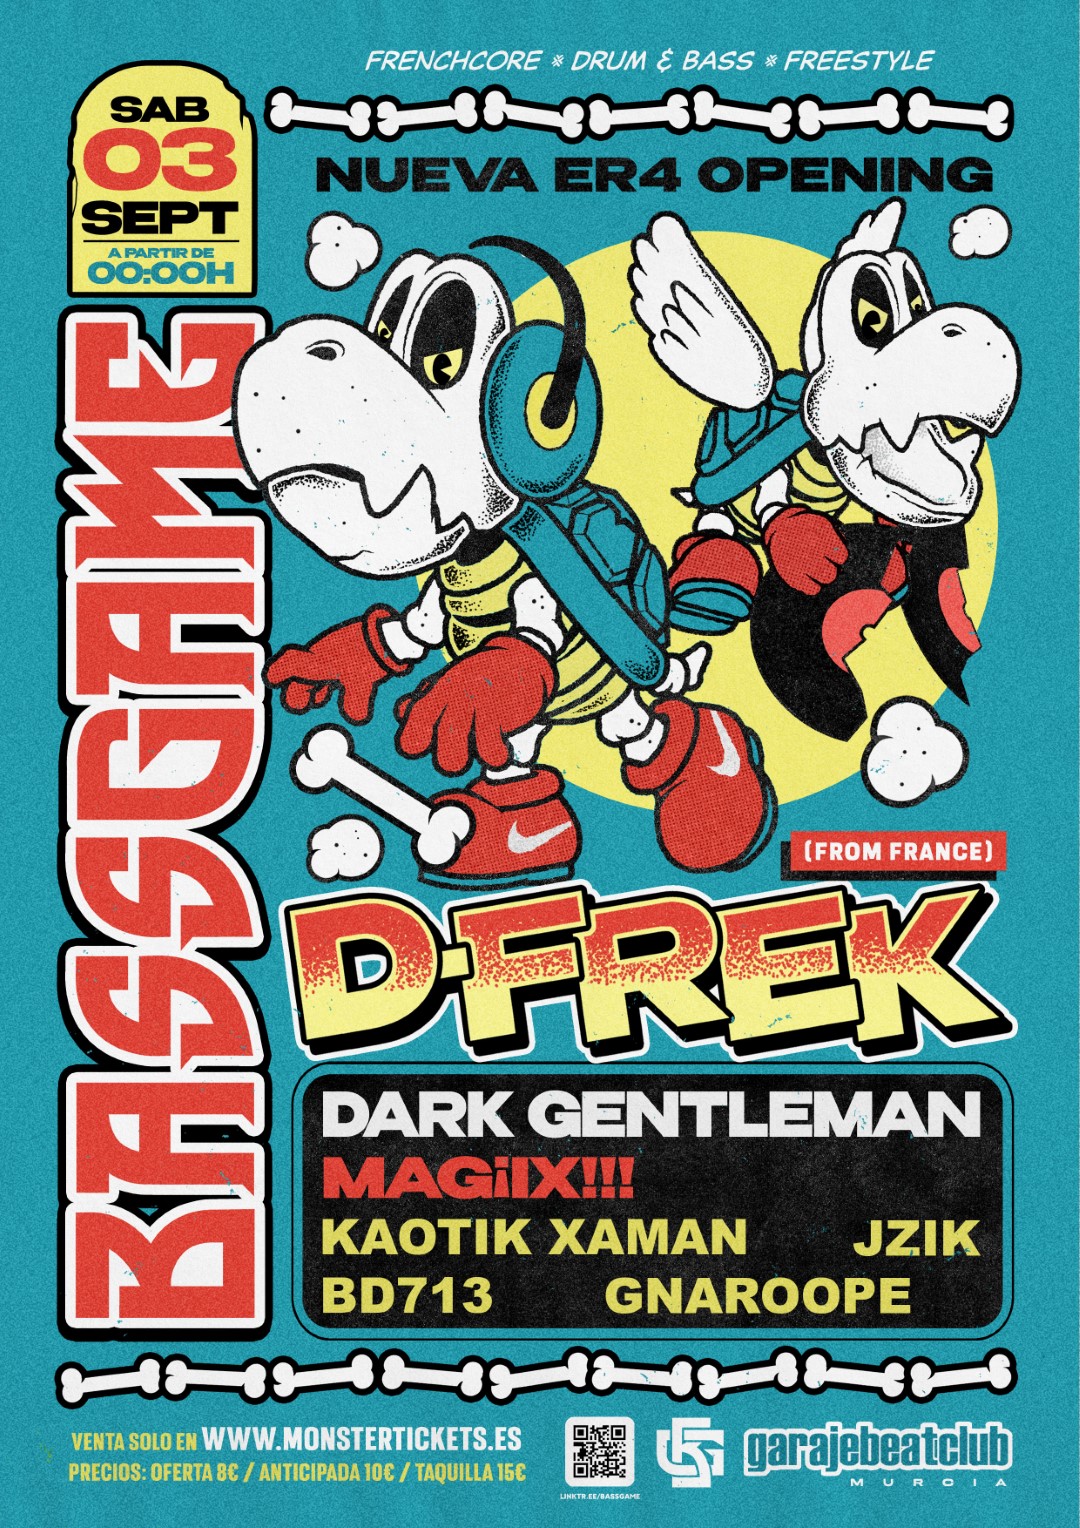 FRENCHCORE * DRUM & BASS * FREESTYLE
SAB
03
SEPT
A PARTIR DE
00:00H
NUEVA ER4 OPENING
BASSGAME
(FROM FRANCE)
D-FREK
DARK GENTLEMAN
MAGiIX!!!
KAOTIK XAMAN JZIK
BD713 GNAROOPE
VENTA SOLO EN WWW.MONSTERTICKETS.ES
PRECIOS: OFERTA 8€ / ANTICIPADA 10€ / TAQUILLA 15€
LINKTR.EE/BASSGAME
garajebeatclub
MURCIA